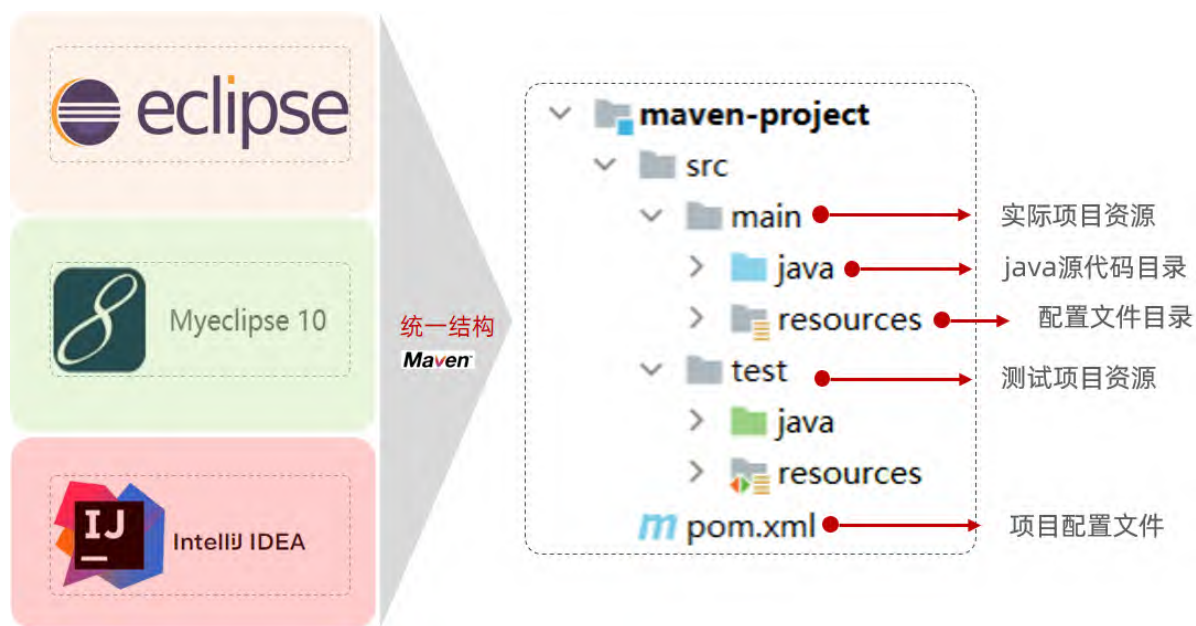 eclipse
Myeclipse 10
IJ
IntelliJ IDEA
统一结构
Maven
maven-project
src
main
实际项目资源
java
java源代码目录
resources
配置文件目录
test
测试项目资源
java
resources
m pom.xml
项目配置文件